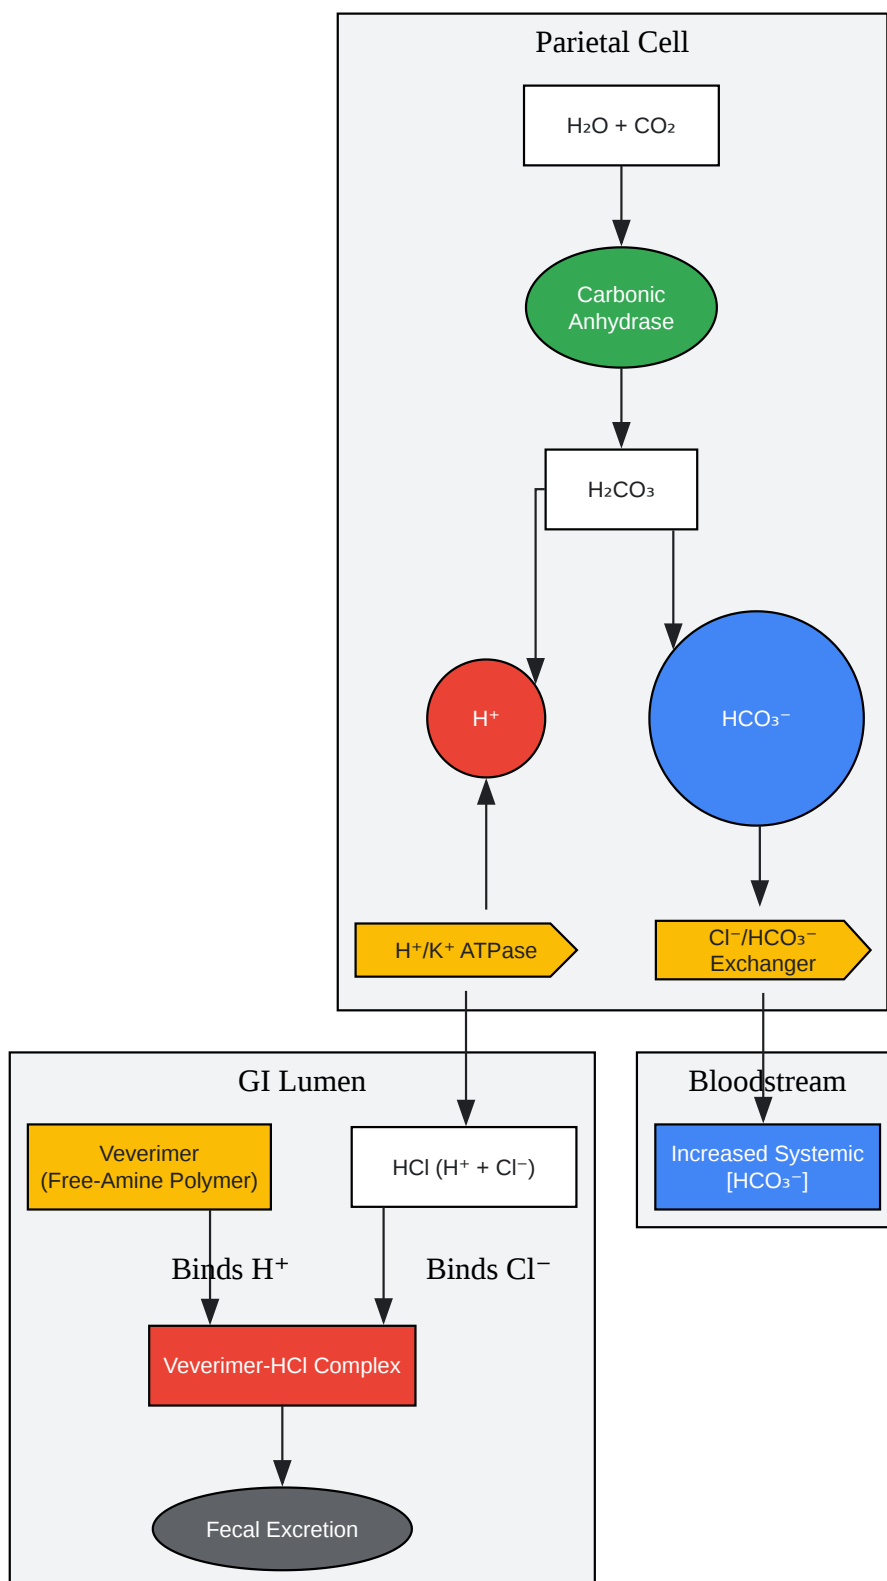 Parietal Cell
H₂O + CO₂
Carbonic
Anhydrase
H₂CO₃
H⁺
HCO₃⁻
H⁺/K⁺ ATPase
Cl⁻/HCO₃⁻
Exchanger
GI Lumen
Bloodstream
Veverimer
(Free-Amine Polymer)
HCl (H⁺ + Cl⁻)
Increased Systemic
[HCO₃⁻]
Binds H⁺
Binds Cl⁻
Veverimer-HCl Complex
Fecal Excretion